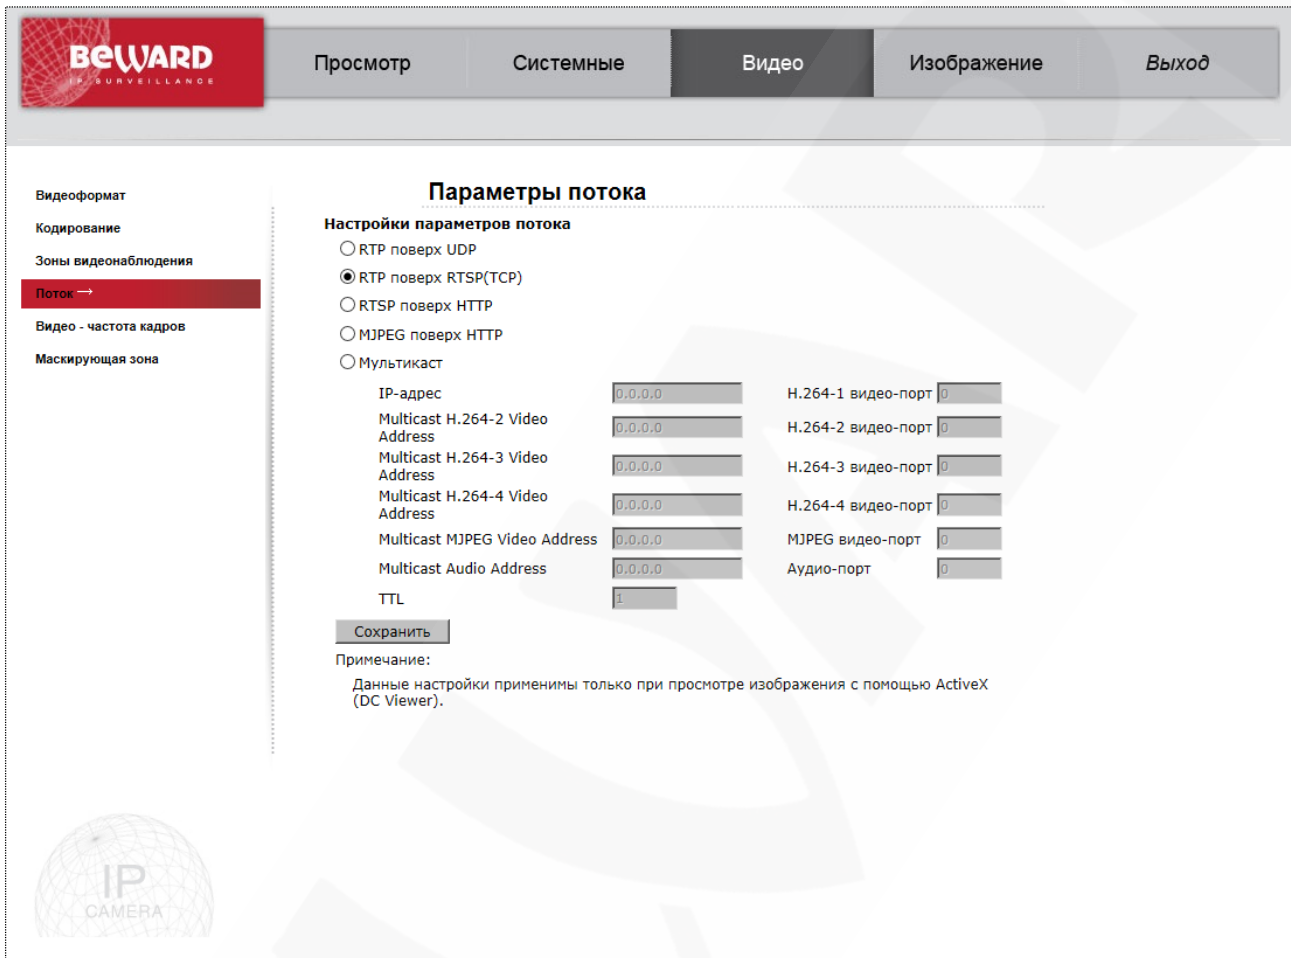 BEWARD
IP SURVEILLANCE
Просмотр
Системные
Видео
Изображение
Выход
Видеоформат
Кодирование
Зоны видеонаблюдения
Поток →
Видео - частота кадров
Маскирующая зона
Параметры потока
Настройки параметров потока
RTP поверх UDP
RTP поверх RTSP(TCP)
RTSP поверх HTTP
MJPEG поверх HTTP
Мультикаст
IP-адрес 0.0.0.0 H.264-1 видео-порт 0
Multicast H.264-2 Video
Address 0.0.0.0 H.264-2 видео-порт 0
Multicast H.264-3 Video
Address 0.0.0.0 H.264-3 видео-порт 0
Multicast H.264-4 Video
Address 0.0.0.0 H.264-4 видео-порт 0
Multicast MJPEG Video Address 0.0.0.0 MJPEG видео-порт 0
Multicast Audio Address 0.0.0.0 Аудио-порт 0
TTL 1
Сохранить
Примечание:
Данные настройки применимы только при просмотре изображения с помощью ActiveX
(DC Viewer).
IP
CAMERA